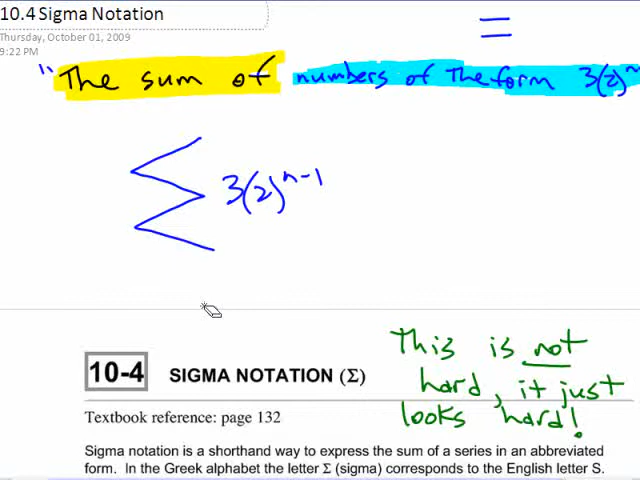 10.4 Sigma Notation
Thursday, October 01, 2009
9:22 PM
=
"The sum of numbers of the form 3(2)ⁿ
Σ 3(2)ⁿ⁻¹
This is not
hard, it just
looks hard!
10-4 SIGMA NOTATION (Σ)
Textbook reference: page 132
Sigma notation is a shorthand way to express the sum of a series in an abbreviated
form. In the Greek alphabet the letter Σ (sigma) corresponds to the English letter S.